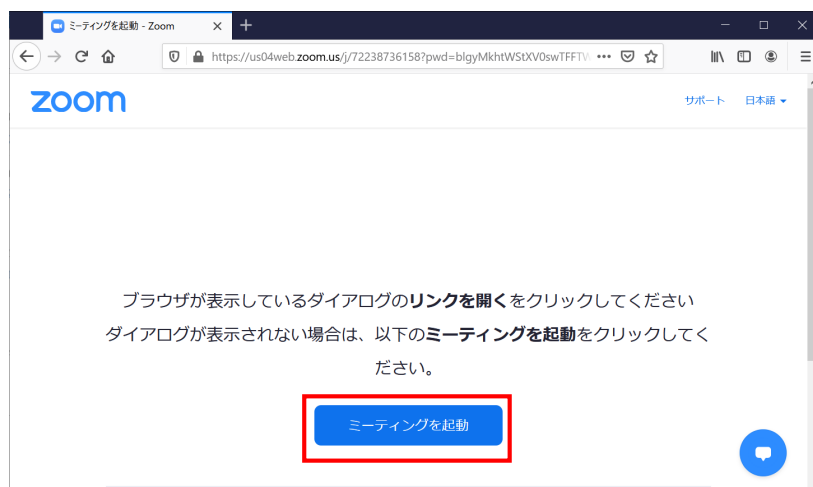 ミーティングを起動 - Zoom
https://us04web.zoom.us/j/72238736158?pwd=blgyMkhtWStXV0swTFFTV
zoom
サポート 日本語
ブラウザが表示しているダイアログのリンクを開くをクリックしてください
ダイアログが表示されない場合は、以下のミーティングを起動をクリックしてく
ださい。
ミーティングを起動